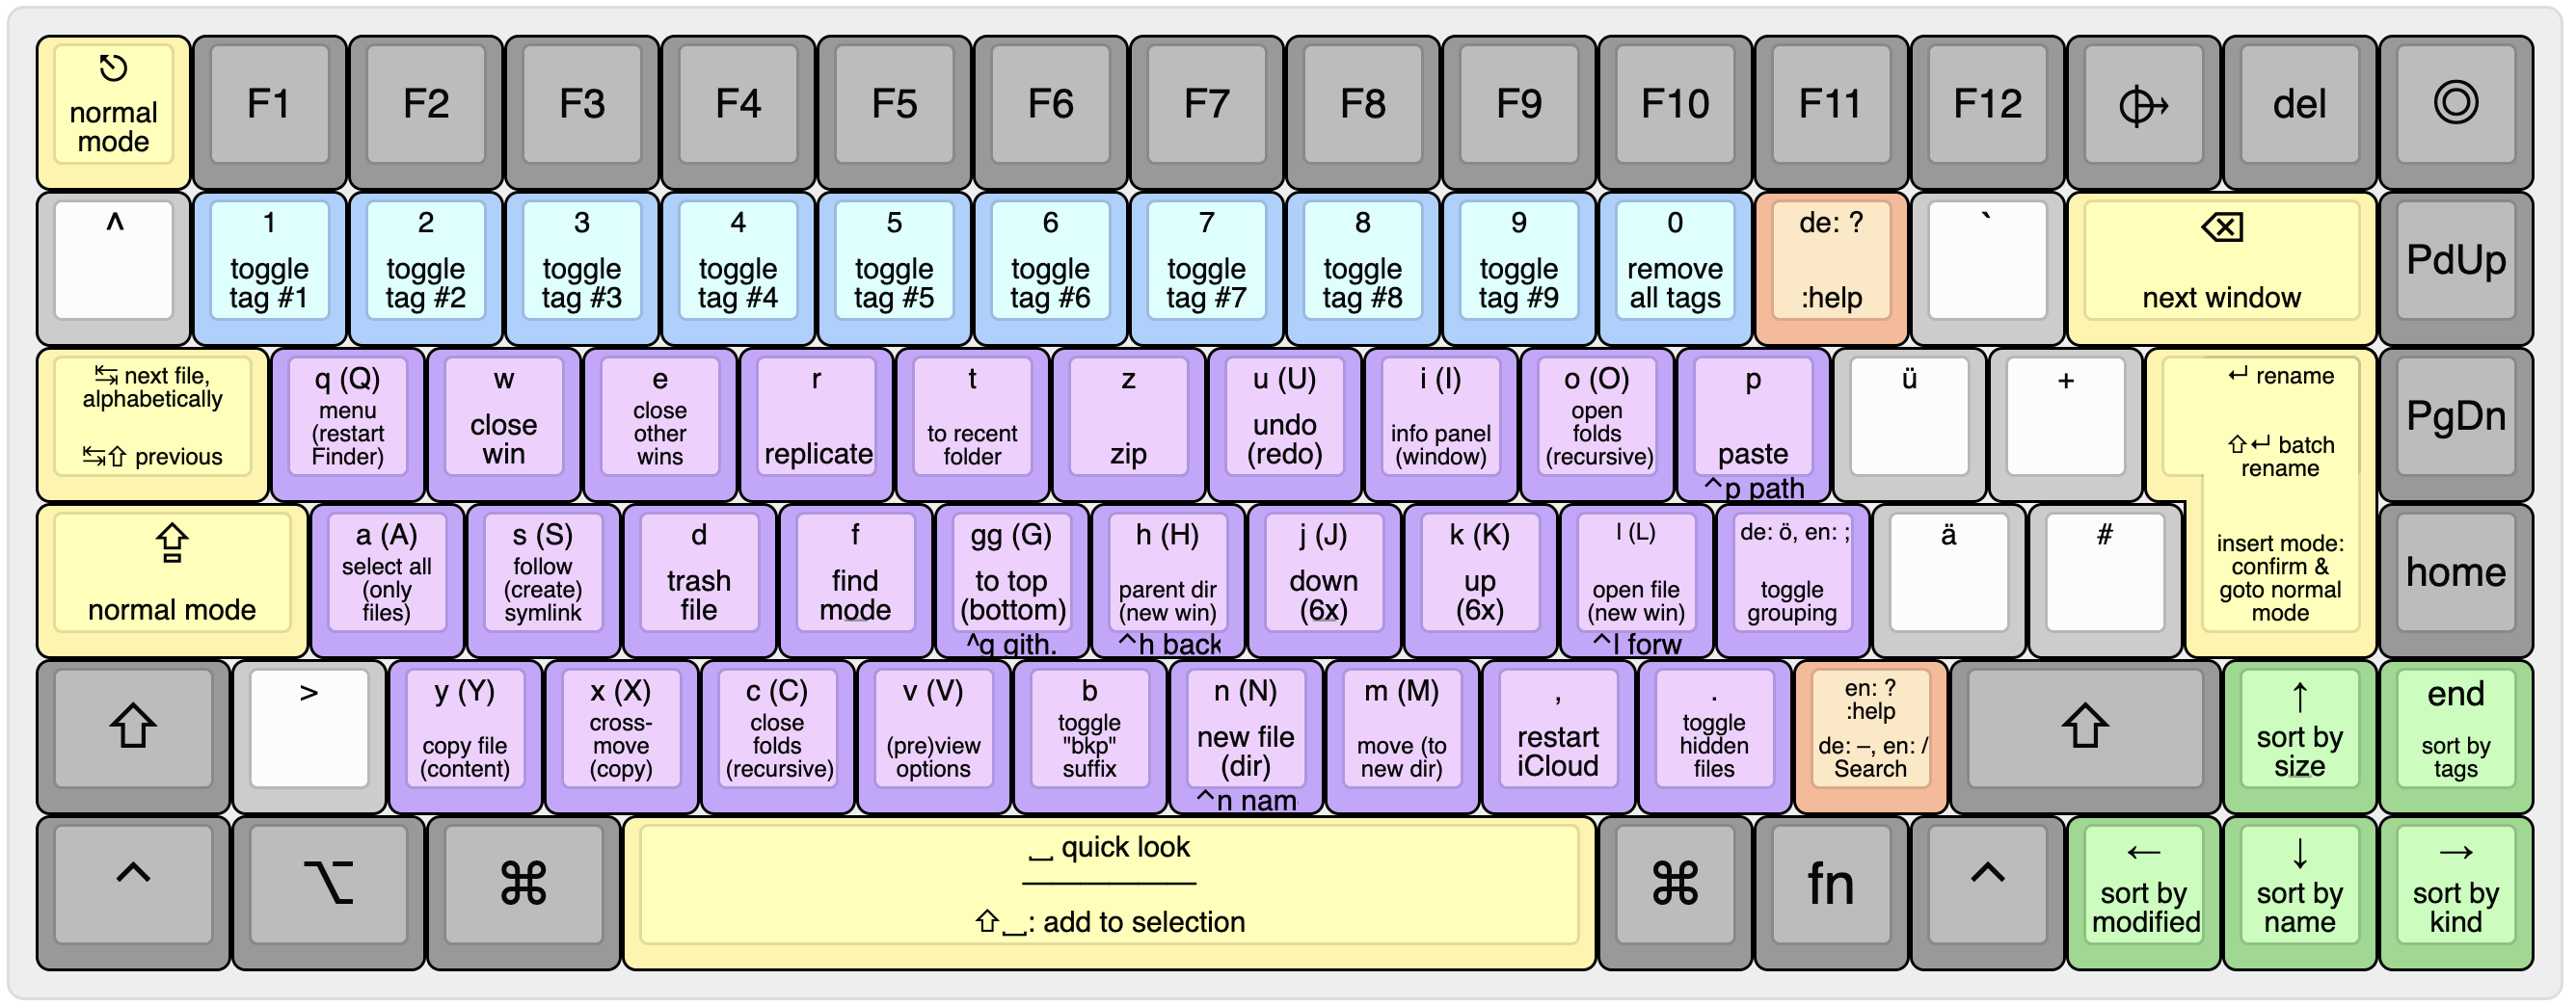 ⎋
normal
mode
F1
F2
F3
F4
F5
F6
F7
F8
F9
F10
F11
F12
⌽→
del
◎
^
1
toggle
tag #1
2
toggle
tag #2
3
toggle
tag #3
4
toggle
tag #4
5
toggle
tag #5
6
toggle
tag #6
7
toggle
tag #7
8
toggle
tag #8
9
toggle
tag #9
0
remove
all tags
de: ?
:help
`
⌫
next window
PdUp
↹ next file,
alphabetically
↹⇧ previous
q (Q)
menu
(restart
Finder)
w
close
win
e
close
other
wins
r
replicate
t
to recent
folder
z
zip
u (U)
undo
(redo)
i (I)
info panel
(window)
o (O)
open
folds
(recursive)
p
paste
^p path
ü
+
↵ rename
⇧↵ batch
rename
insert mode:
confirm &
goto normal
mode
PgDn
⇪
normal mode
a (A)
select all
(only
files)
s (S)
follow
(create)
symlink
d
trash
file
f
find
mode
gg (G)
to top
(bottom)
^g gith.
h (H)
parent dir
(new win)
^h back
j (J)
down
(6x)
k (K)
up
(6x)
l (L)
open file
(new win)
^l forw
de: ö, en: ;
toggle
grouping
ä
#
home
⇧
>
y (Y)
copy file
(content)
x (X)
cross-
move
(copy)
c (C)
close
folds
(recursive)
v (V)
(pre)view
options
b
toggle
"bkp"
suffix
n (N)
new file
(dir)
^n nam
m (M)
move (to
new dir)
,
restart
iCloud
.
toggle
hidden
files
en: ?
:help
de: –, en: /
Search
⇧
↑
sort by
size
end
sort by
tags
^
⌥
⌘
⎵ quick look
⇧⎵: add to selection
⌘
fn
^
←
sort by
modified
↓
sort by
name
→
sort by
kind